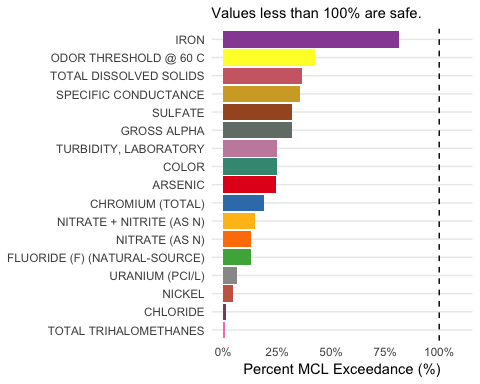 Values less than 100% are safe.
IRON
ODOR THRESHOLD @ 60 C
TOTAL DISSOLVED SOLIDS
SPECIFIC CONDUCTANCE
SULFATE
GROSS ALPHA
TURBIDITY, LABORATORY
COLOR
ARSENIC
CHROMIUM (TOTAL)
NITRATE + NITRITE (AS N)
NITRATE (AS N)
FLUORIDE (F) (NATURAL-SOURCE)
URANIUM (PCI/L)
NICKEL
CHLORIDE
TOTAL TRIHALOMETHANES
0% 25% 50% 75% 100%
Percent MCL Exceedance (%)